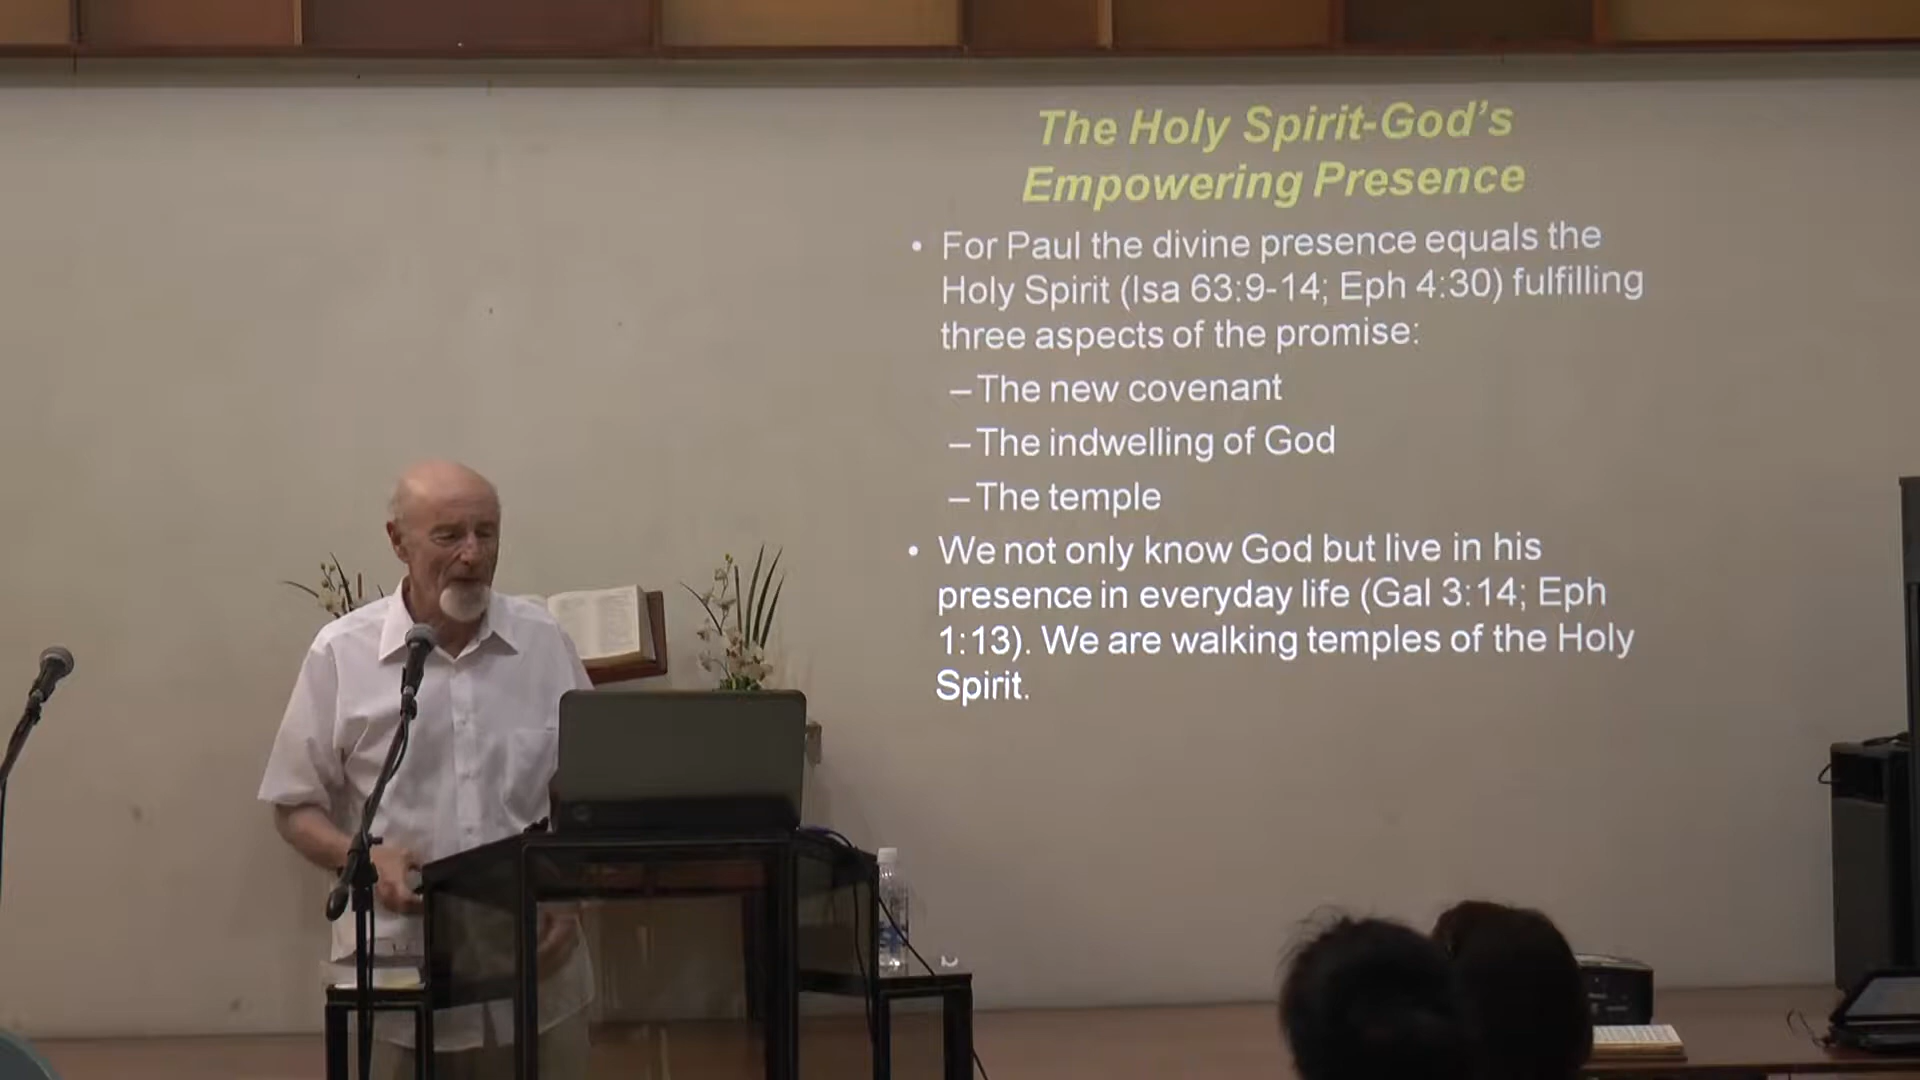 The Holy Spirit-God's
Empowering Presence
• For Paul the divine presence equals the
Holy Spirit (Isa 63:9-14; Eph 4:30) fulfilling
three aspects of the promise:
– The new covenant
– The indwelling of God
– The temple
• We not only know God but live in his
presence in everyday life (Gal 3:14; Eph
1:13). We are walking temples of the Holy
Spirit.